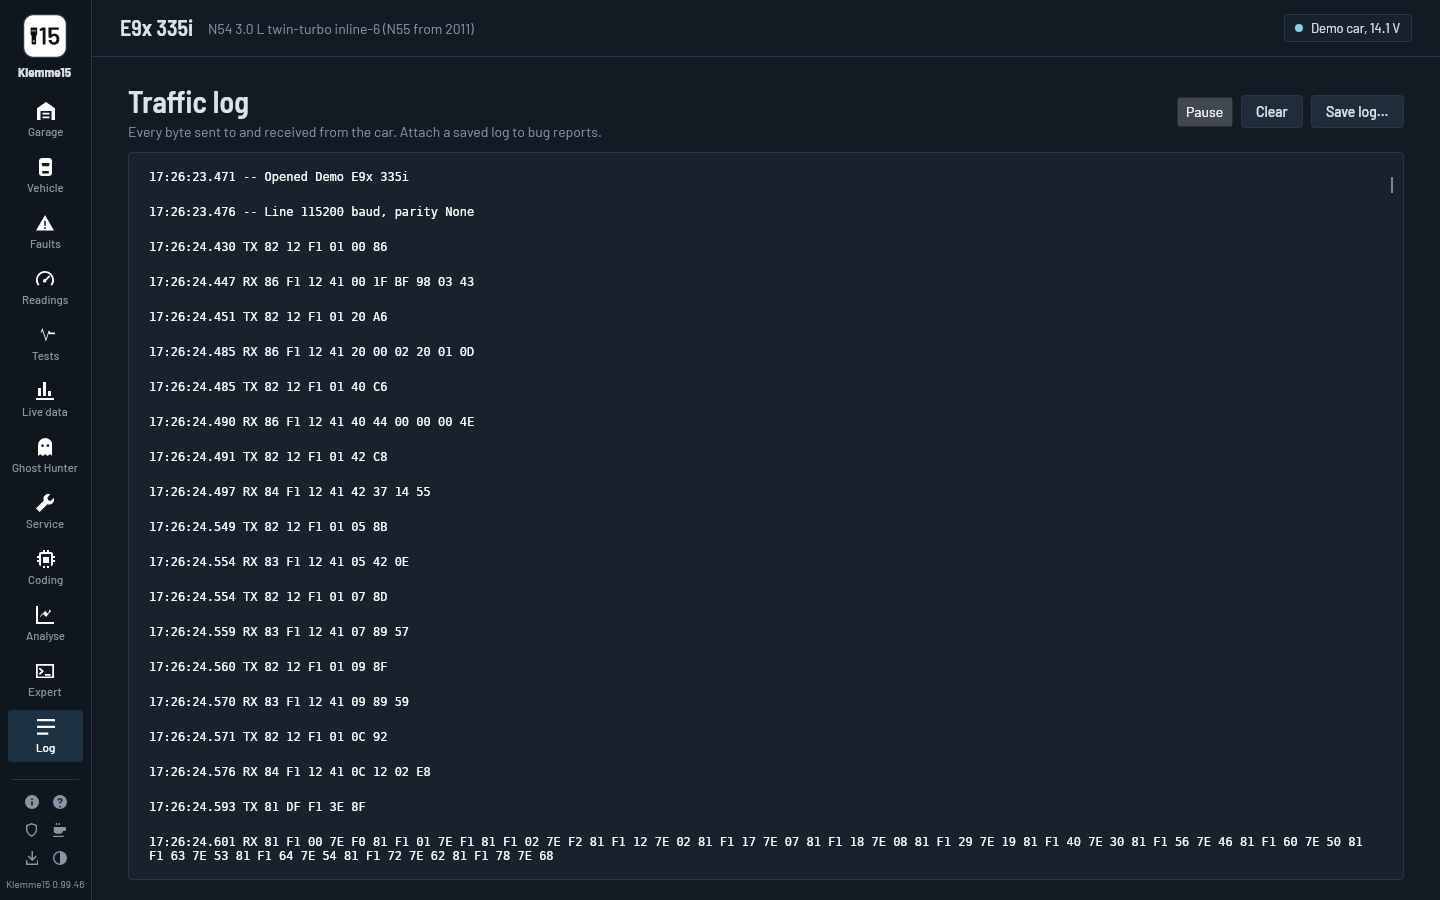 15
Klemme15
Garage
Vehicle
Faults
Readings
Tests
Live data
Ghost Hunter
Service
Coding
Analyse
Expert
Log
Klemme15 0.99.46
E9x 335i N54 3.0 L twin-turbo inline-6 (N55 from 2011)
Demo car, 14.1 V
Traffic log
Every byte sent to and received from the car. Attach a saved log to bug reports.
Pause Clear Save log...
17:26:23.471 -- Opened Demo E9x 335i
17:26:23.476 -- Line 115200 baud, parity None
17:26:24.430 TX 82 12 F1 01 00 86
17:26:24.447 RX 86 F1 12 41 00 1F BF 98 03 43
17:26:24.451 TX 82 12 F1 01 20 A6
17:26:24.485 RX 86 F1 12 41 20 00 02 20 01 0D
17:26:24.485 TX 82 12 F1 01 40 C6
17:26:24.490 RX 86 F1 12 41 40 44 00 00 00 4E
17:26:24.491 TX 82 12 F1 01 42 C8
17:26:24.497 RX 84 F1 12 41 42 37 14 55
17:26:24.549 TX 82 12 F1 01 05 8B
17:26:24.554 RX 83 F1 12 41 05 42 0E
17:26:24.554 TX 82 12 F1 01 07 8D
17:26:24.559 RX 83 F1 12 41 07 89 57
17:26:24.560 TX 82 12 F1 01 09 8F
17:26:24.570 RX 83 F1 12 41 09 89 59
17:26:24.571 TX 82 12 F1 01 0C 92
17:26:24.576 RX 84 F1 12 41 0C 12 02 E8
17:26:24.593 TX 81 DF F1 3E 8F
17:26:24.601 RX 81 F1 00 7E F0 81 F1 01 7E F1 81 F1 02 7E F2 81 F1 12 7E 02 81 F1 17 7E 07 81 F1 18 7E 08 81 F1 29 7E 19 81 F1 40 7E 30 81 F1 56 7E 46 81 F1 60 7E 50 81
F1 63 7E 53 81 F1 64 7E 54 81 F1 72 7E 62 81 F1 78 7E 68